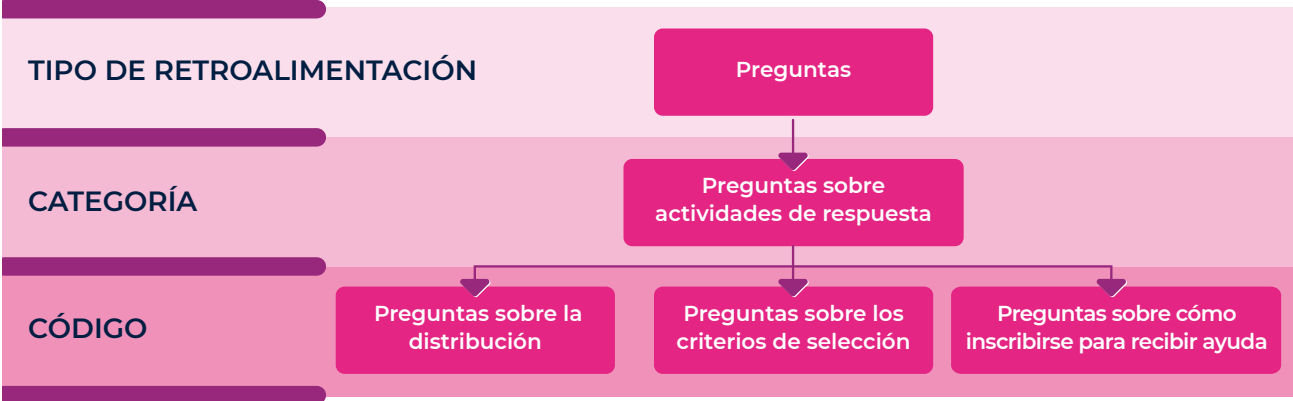 TIPO DE RETROALIMENTACIÓN
Preguntas
CATEGORÍA
Preguntas sobre
actividades de respuesta
CÓDIGO
Preguntas sobre la
distribución
Preguntas sobre los
criterios de selección
Preguntas sobre cómo
inscribirse para recibir ayuda